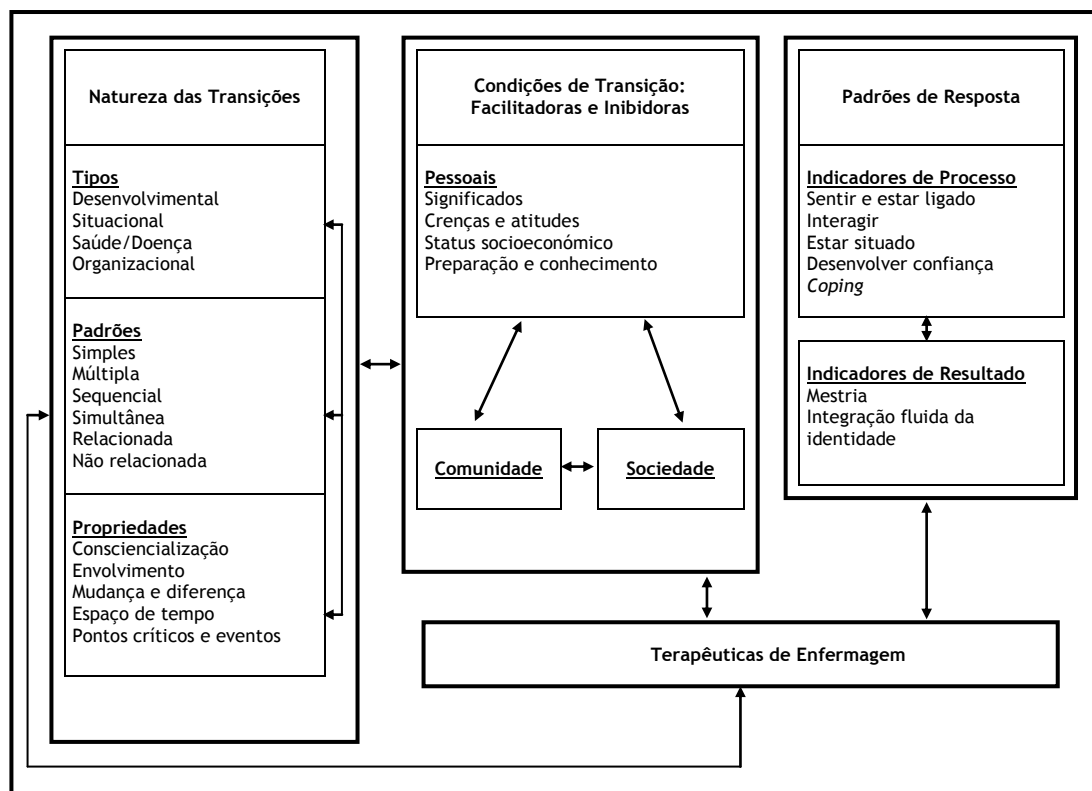 Natureza das Transições
Tipos
Desenvolvimental
Situacional
Saúde/Doença
Organizacional
Padrões
Simples
Múltipla
Sequencial
Simultânea
Relacionada
Não relacionada
Propriedades
Consciencialização
Envolvimento
Mudança e diferença
Espaço de tempo
Pontos críticos e eventos
Condições de Transição:
Facilitadoras e Inibidoras
Pessoais
Significados
Crenças e atitudes
Status socioeconómico
Preparação e conhecimento
Comunidade
Sociedade
Padrões de Resposta
Indicadores de Processo
Sentir e estar ligado
Interagir
Estar situado
Desenvolver confiança
Coping
Indicadores de Resultado
Mestria
Integração fluida da
identidade
Terapêuticas de Enfermagem